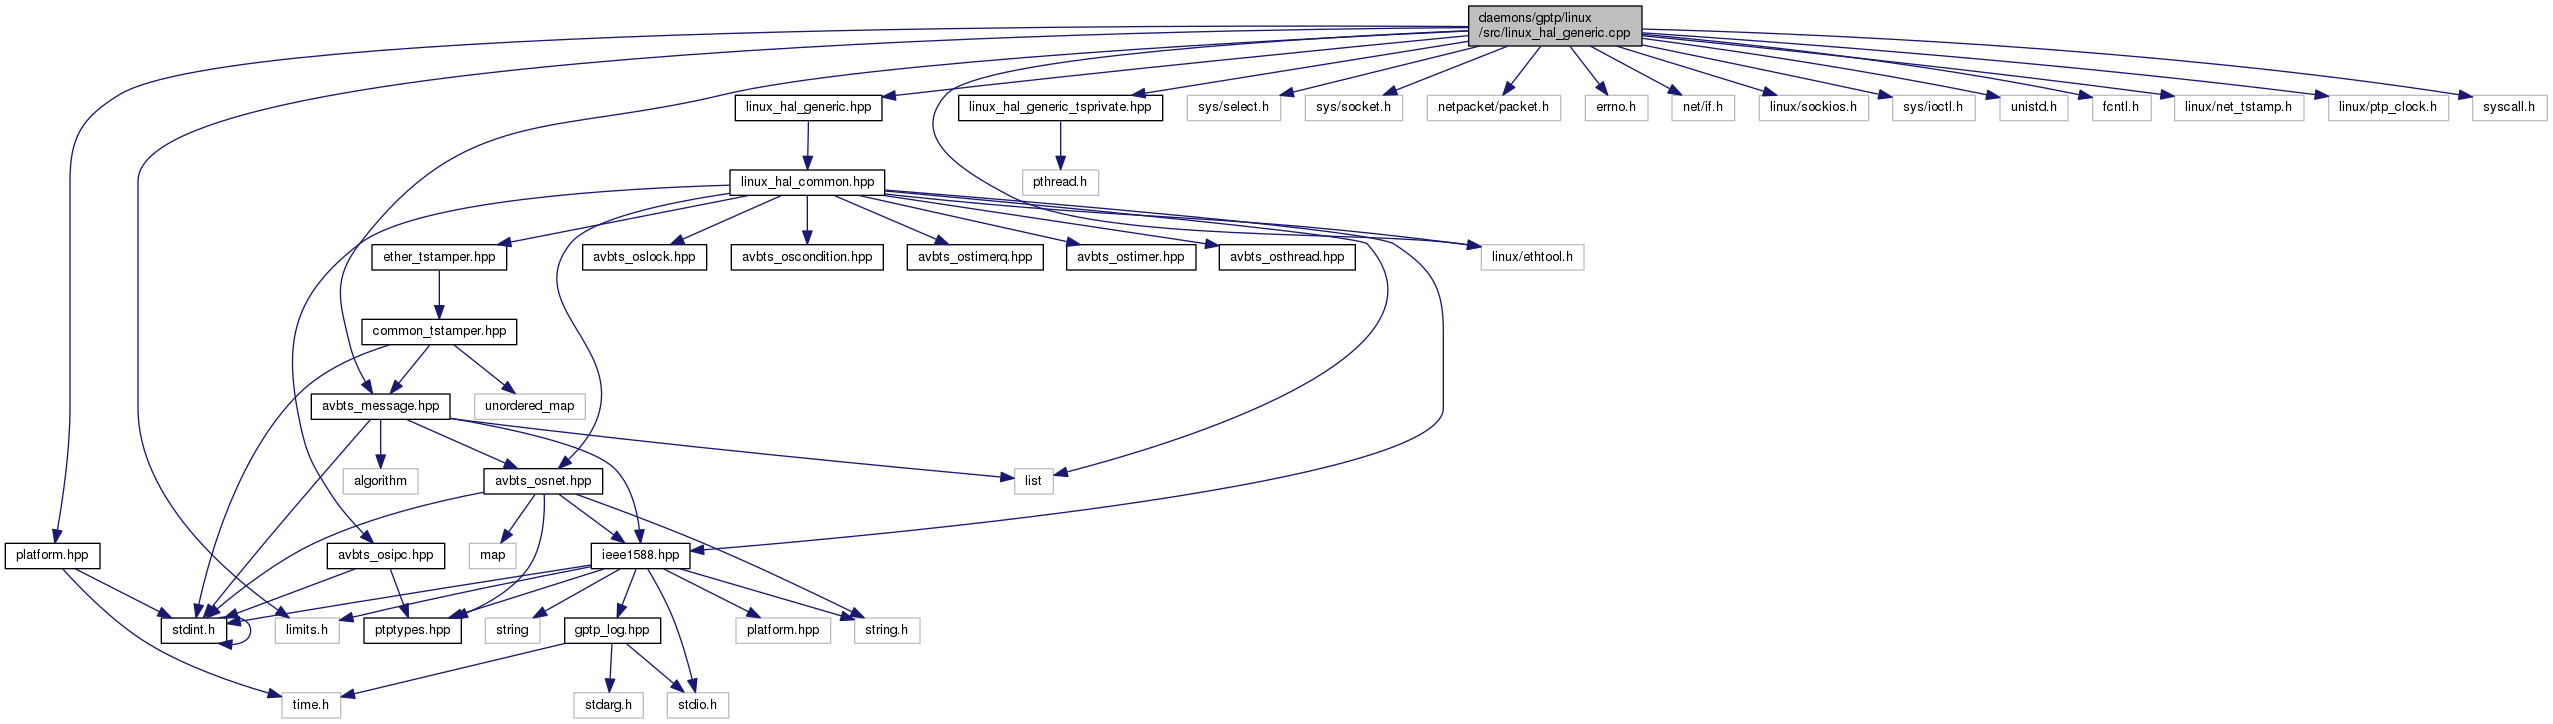 daemons/gptp/linux
/src/linux_hal_generic.cpp
linux_hal_generic.hpp
linux_hal_generic_tsprivate.hpp
sys/select.h
sys/socket.h
netpacket/packet.h
errno.h
net/if.h
linux/sockios.h
sys/ioctl.h
unistd.h
fcntl.h
linux/net_tstamp.h
linux/ptp_clock.h
syscall.h
linux_hal_common.hpp
pthread.h
ether_tstamper.hpp
avbts_oslock.hpp
avbts_oscondition.hpp
avbts_ostimerq.hpp
avbts_ostimer.hpp
avbts_osthread.hpp
linux/ethtool.h
common_tstamper.hpp
avbts_message.hpp
unordered_map
algorithm
avbts_osnet.hpp
list
platform.hpp
avbts_osipc.hpp
map
ieee1588.hpp
stdint.h
limits.h
ptptypes.hpp
string
gptp_log.hpp
platform.hpp
string.h
time.h
stdarg.h
stdio.h